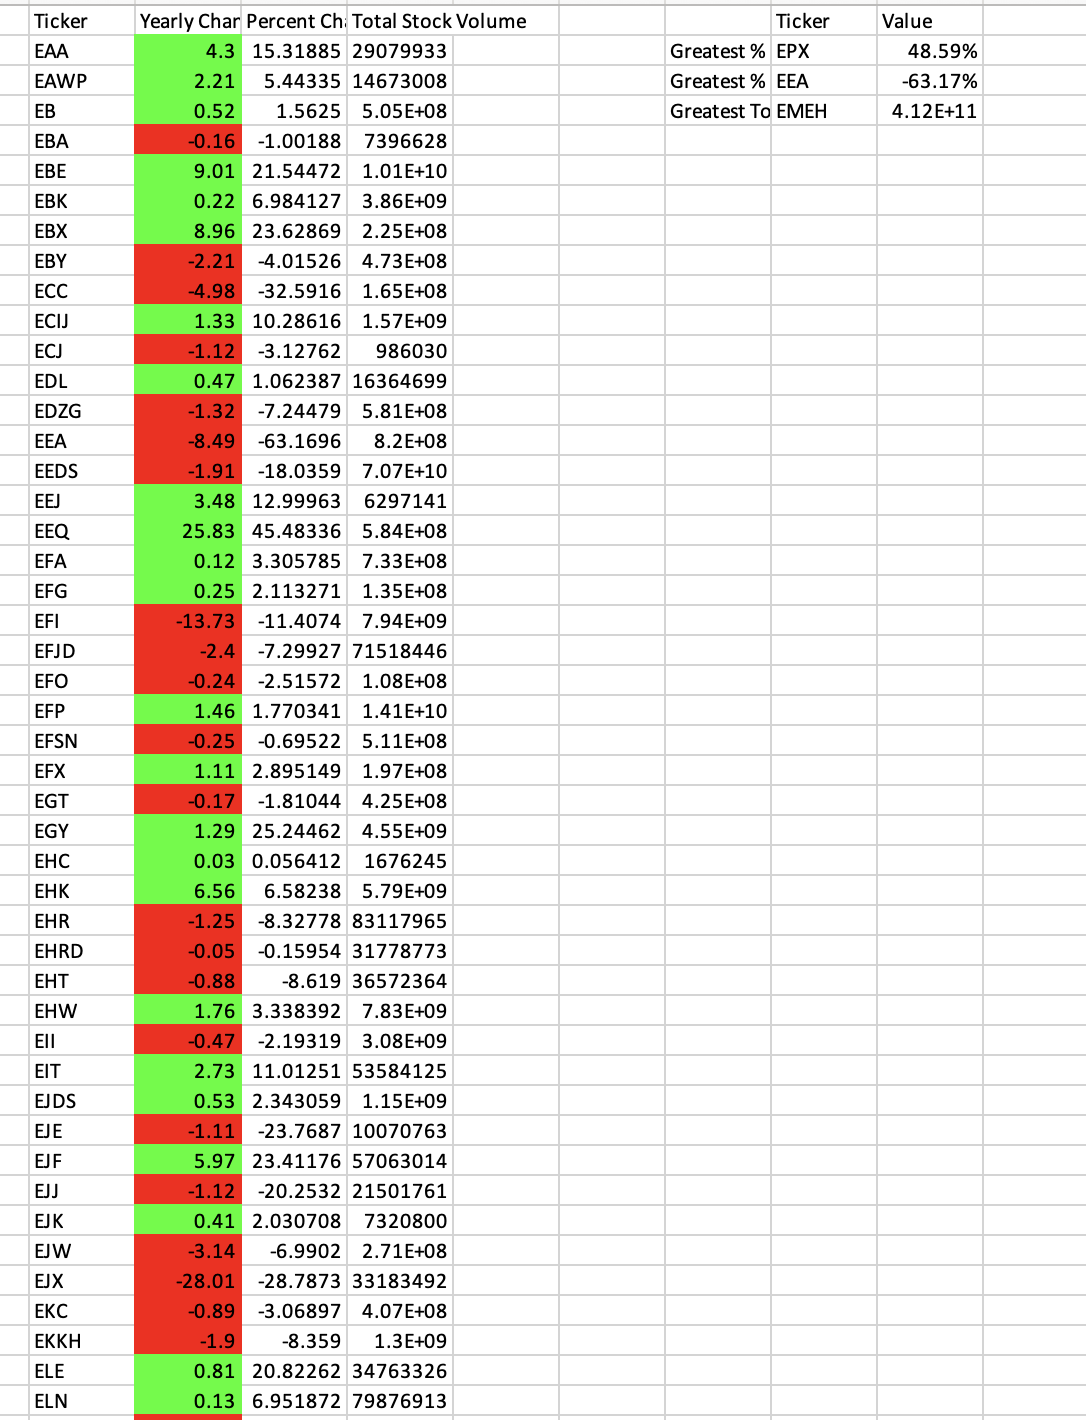 Ticker Yearly Chan Percent Ch Total Stock Volume Ticker Value
EAA 4.3 15.31885 29079933 Greatest % EPX 48.59%
EAWP 2.21 5.44335 14673008 Greatest % EEA -63.17%
EB 0.52 1.5625 5.05E+08 Greatest To EMEH 4.12E+11
EBA -0.16 -1.00188 7396628
EBE 9.01 21.54472 1.01E+10
EBK 0.22 6.984127 3.86E+09
EBX 8.96 23.62869 2.25E+08
EBY -2.21 -4.01526 4.73E+08
ECC -4.98 -32.5916 1.65E+08
ECIJ 1.33 10.28616 1.57E+09
ECJ -1.12 -3.12762 986030
EDL 0.47 1.062387 16364699
EDZG -1.32 -7.24479 5.81E+08
EEA -8.49 -63.1696 8.2E+08
EEDS -1.91 -18.0359 7.07E+10
EEJ 3.48 12.99963 6297141
EEQ 25.83 45.48336 5.84E+08
EFA 0.12 3.305785 7.33E+08
EFG 0.25 2.113271 1.35E+08
EFI -13.73 -11.4074 7.94E+09
EFJD -2.4 -7.29927 71518446
EFO -0.24 -2.51572 1.08E+08
EFP 1.46 1.770341 1.41E+10
EFSN -0.25 -0.69522 5.11E+08
EFX 1.11 2.895149 1.97E+08
EGT -0.17 -1.81044 4.25E+08
EGY 1.29 25.24462 4.55E+09
EHC 0.03 0.056412 1676245
EHK 6.56 6.58238 5.79E+09
EHR -1.25 -8.32778 83117965
EHRD -0.05 -0.15954 31778773
EHT -0.88 -8.619 36572364
EHW 1.76 3.338392 7.83E+09
EII -0.47 -2.19319 3.08E+09
EIT 2.73 11.01251 53584125
EJDS 0.53 2.343059 1.15E+09
EJE -1.11 -23.7687 10070763
EJF 5.97 23.41176 57063014
EJJ -1.12 -20.2532 21501761
EJK 0.41 2.030708 7320800
EJW -3.14 -6.9902 2.71E+08
EJX -28.01 -28.7873 33183492
EKC -0.89 -3.06897 4.07E+08
EKKH -1.9 -8.359 1.3E+09
ELE 0.81 20.82262 34763326
ELN 0.13 6.951872 79876913